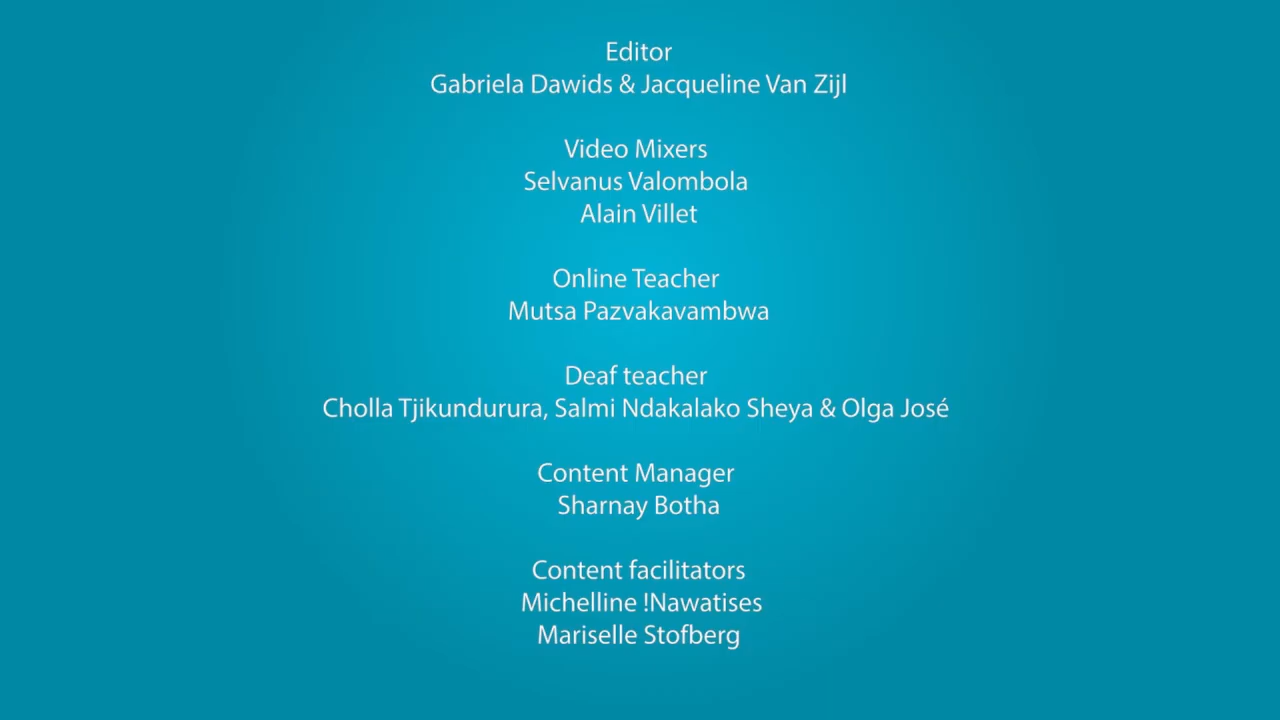 Editor
Gabriela Dawids & Jacqueline Van Zijl
Video Mixers
Selvanus Valombola
Alain Villet
Online Teacher
Mutsa Pazvakavambwa
Deaf teacher
Cholla Tjikundurura, Salmi Ndakalako Sheya & Olga José
Content Manager
Sharnay Botha
Content facilitators
Michelline !Nawatises
Mariselle Stofberg